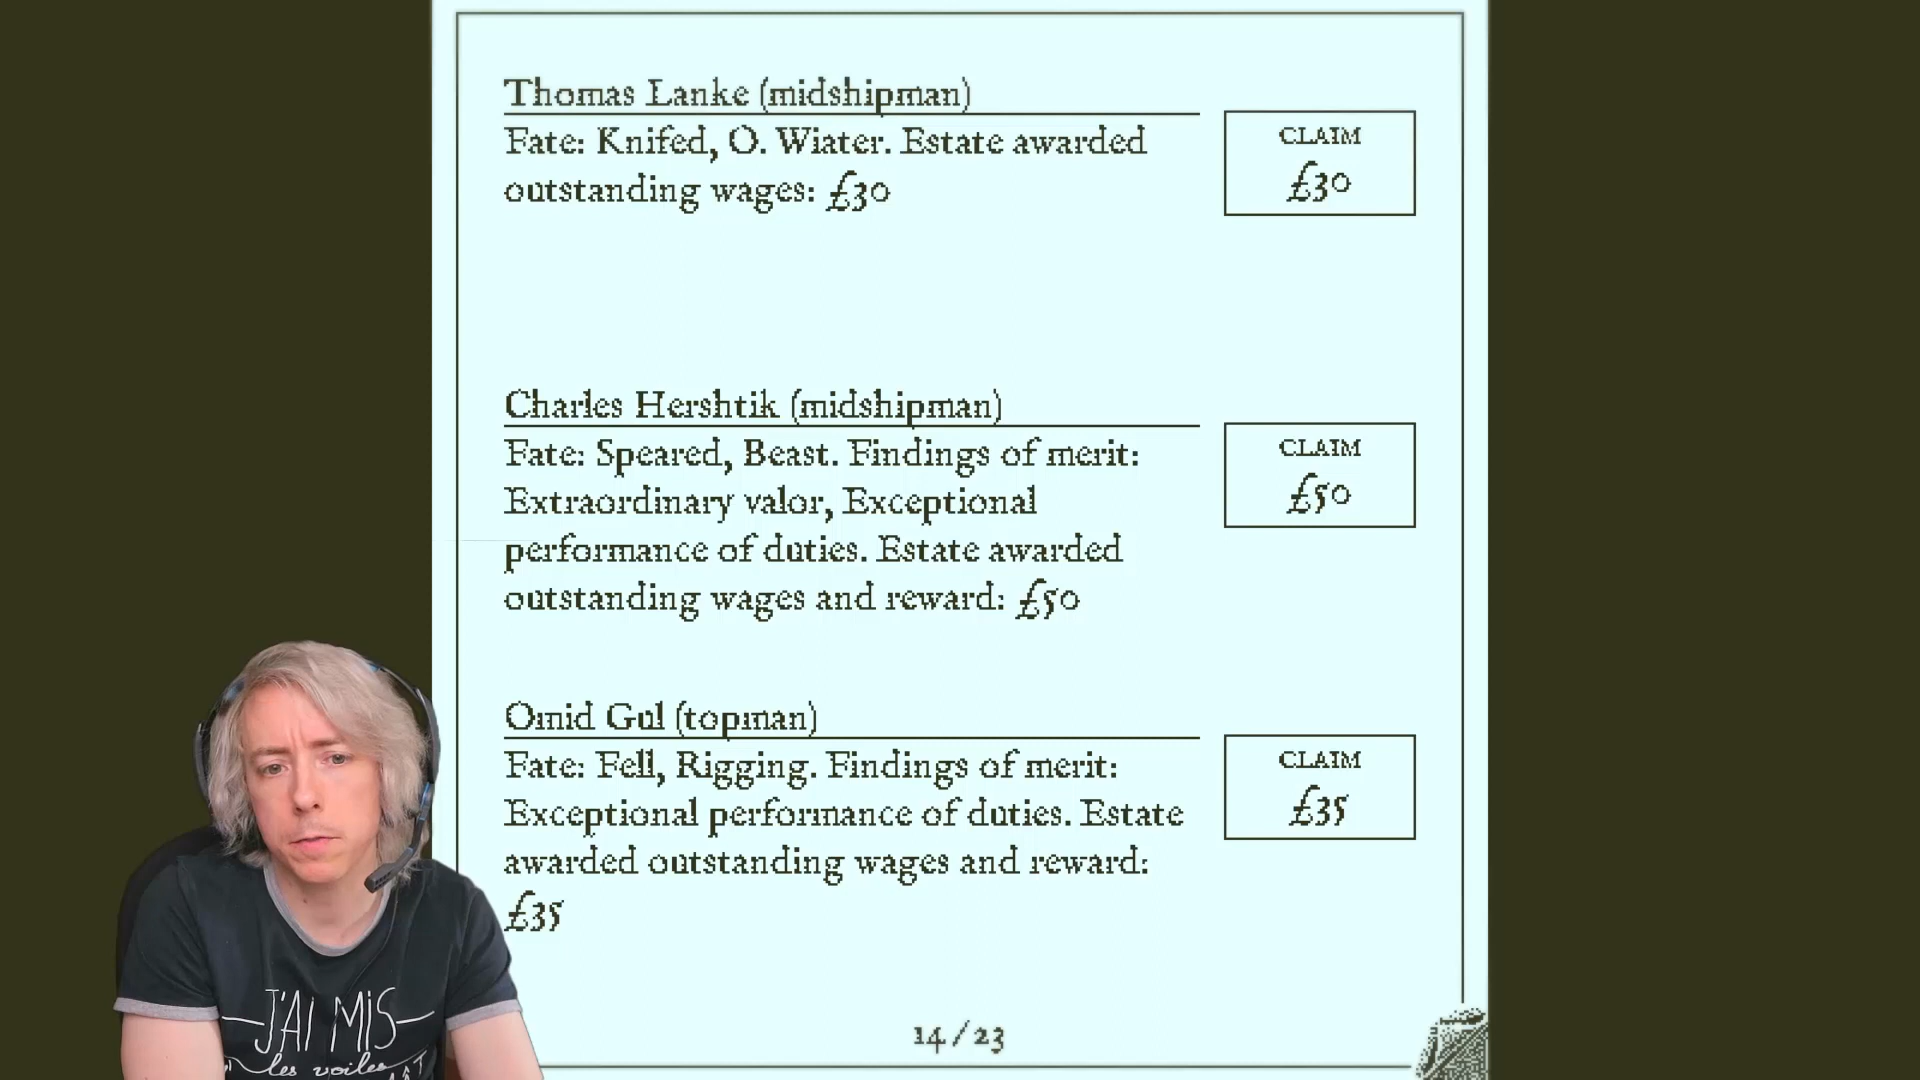 Thomas Lanke (midshipman)
Fate: Knifed, O. Wiater. Estate awarded
outstanding wages: £30
CLAIM
£30
Charles Hershtik (midshipman)
Fate: Speared, Beast. Findings of merit:
Extraordinary valor, Exceptional
performance of duties. Estate awarded
outstanding wages and reward: £50
CLAIM
£50
Omid Gul (topman)
Fate: Fell, Rigging. Findings of merit:
Exceptional performance of duties. Estate
awarded outstanding wages and reward:
£35
CLAIM
£35
14/23
J'AI MIS
les voiles